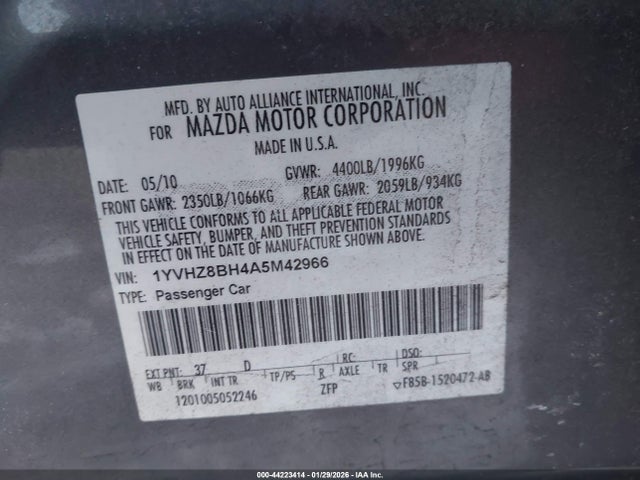 MFD. BY AUTO ALLIANCE INTERNATIONAL, INC.
FOR MAZDA MOTOR CORPORATION
MADE IN U.S.A.
DATE: 05/10 GVWR: 4400LB/1996KG
FRONT GAWR: 2350LB/1066KG REAR GAWR: 2059LB/934KG
THIS VEHICLE CONFORMS TO ALL APPLICABLE FEDERAL MOTOR
VEHICLE SAFETY, BUMPER, AND THEFT PREVENTION STANDARDS
IN EFFECT ON THE DATE OF MANUFACTURE SHOWN ABOVE.
VIN: 1YVHZ8BH4A5M42966
TYPE: Passenger Car
EXT PNT: 37 D RC: DSO:
WB BRK INT TR TP/PS R AXLE TR SPR
1201005052246 ZFP F85B-1520472-AB
000-44223414 - 01/29/2026 - IAA Inc.